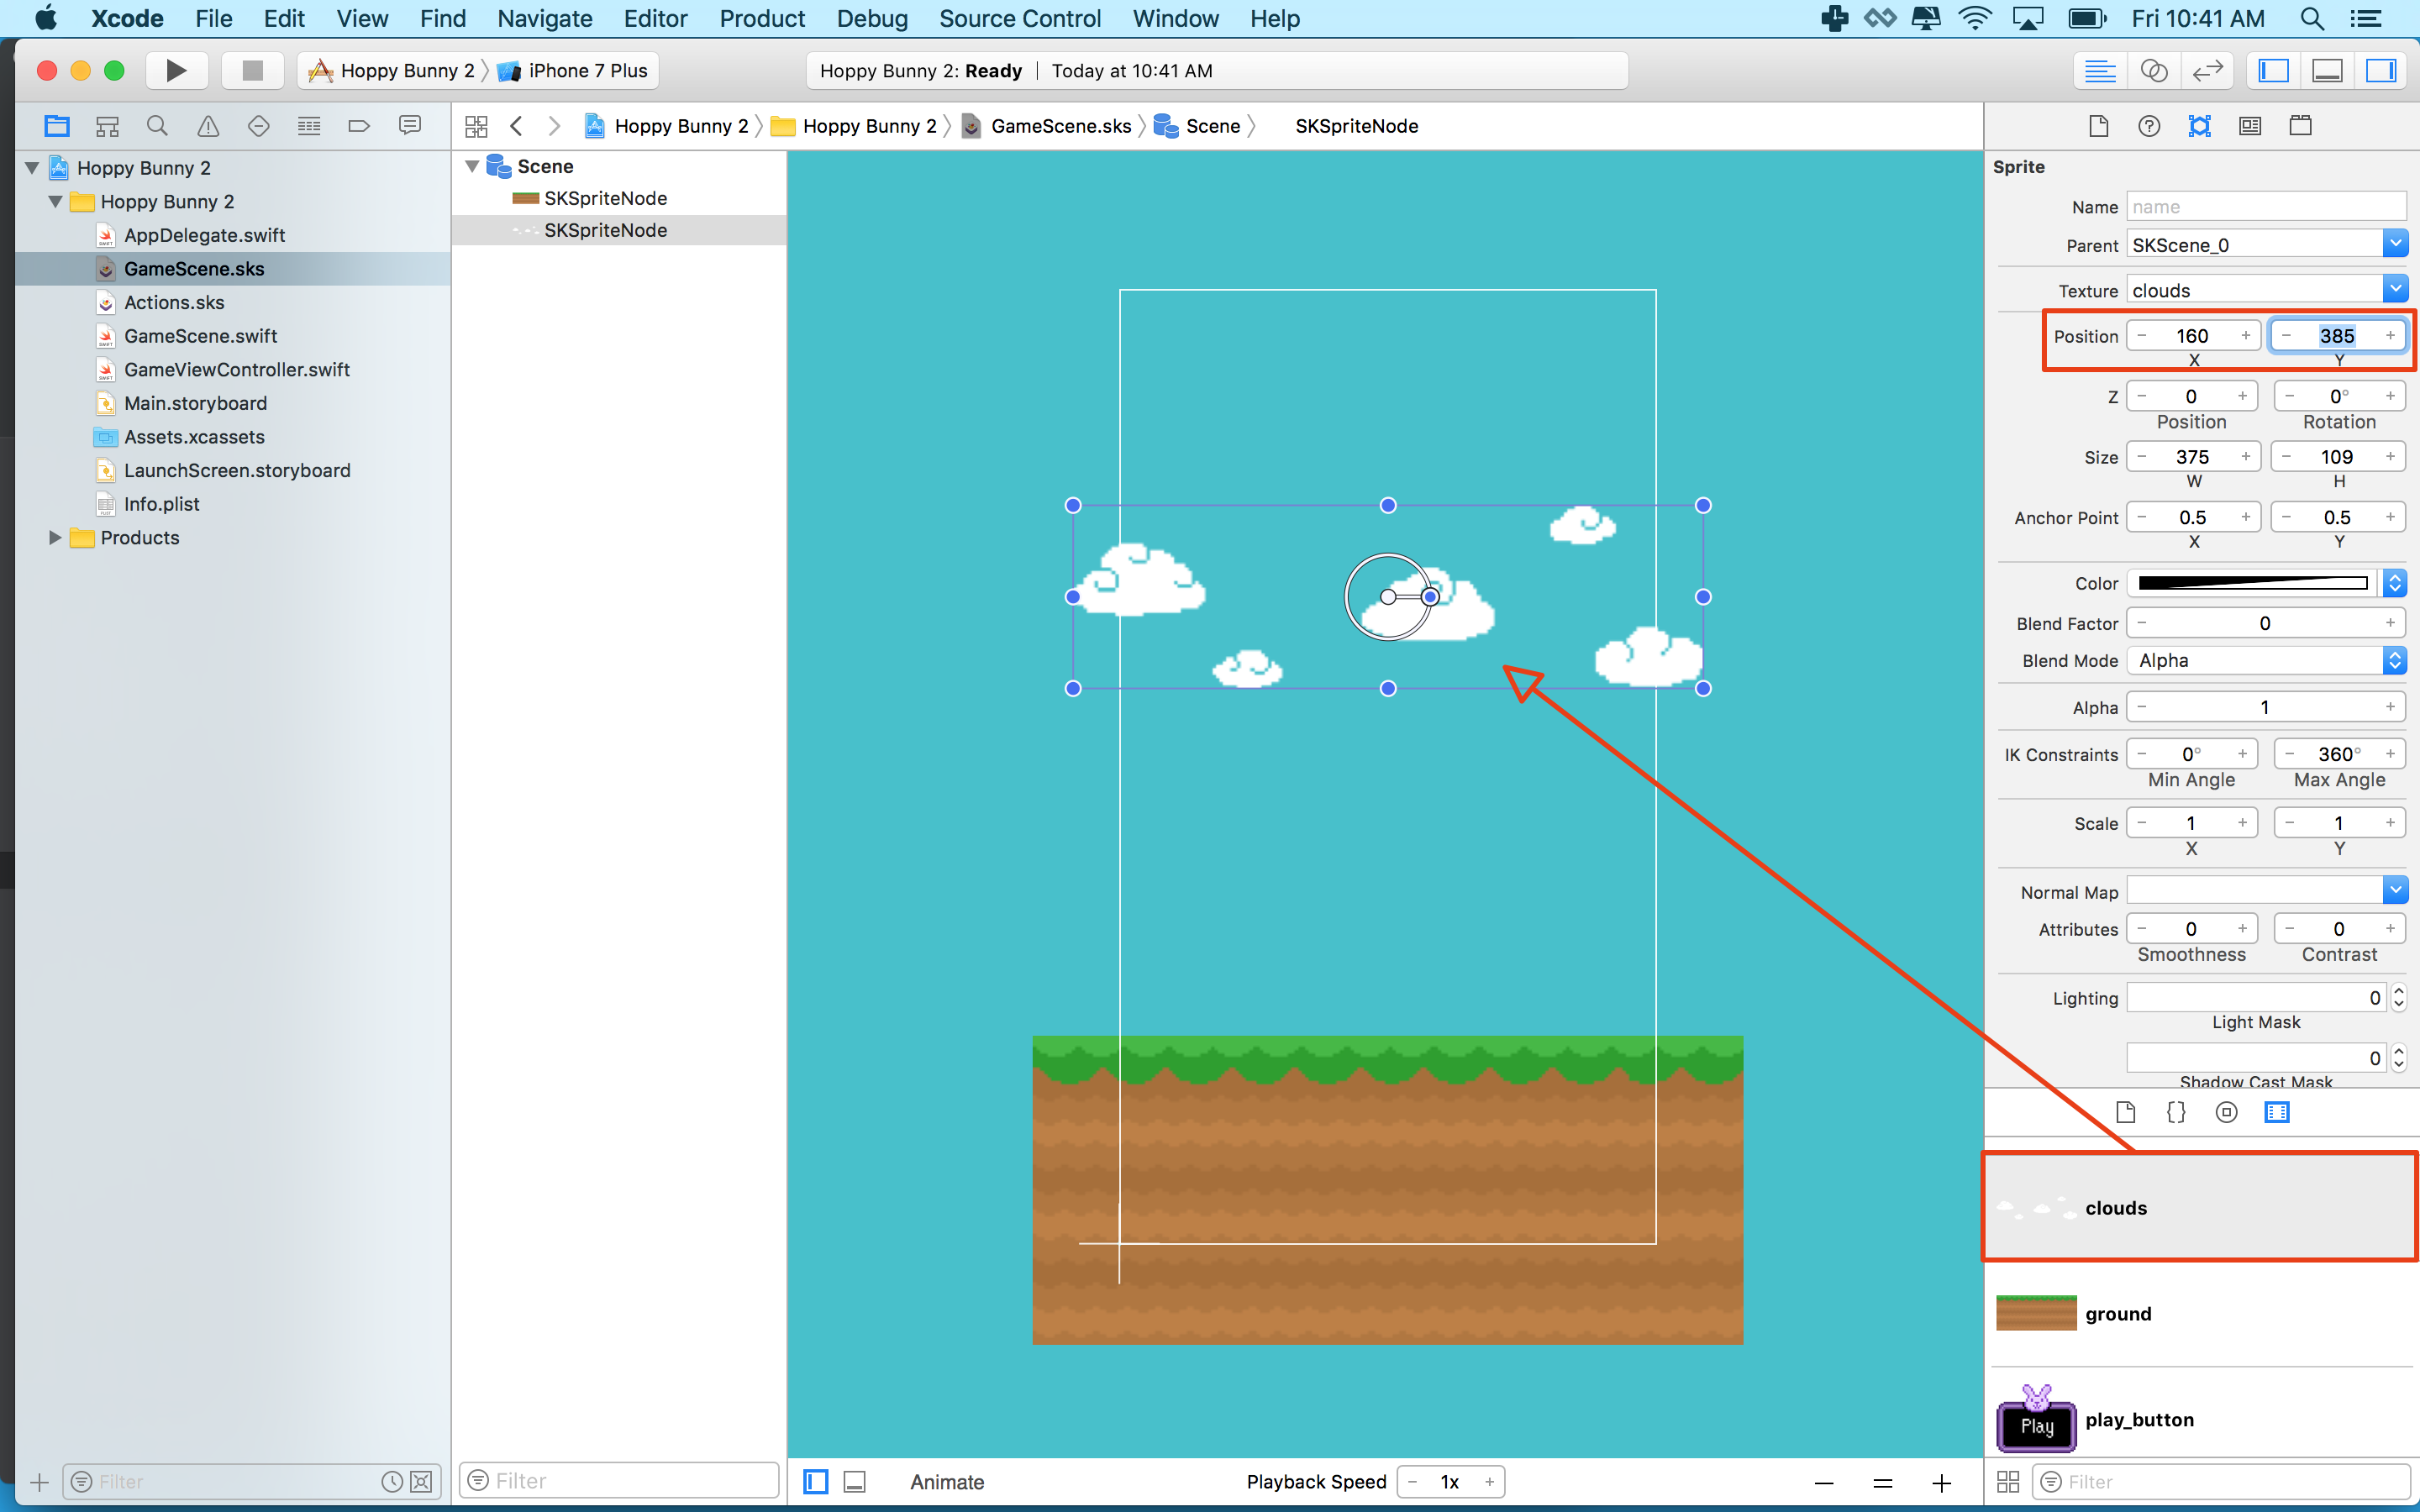 Xcode File Edit View Find Navigate Editor Product Debug Source Control Window Help Fri 10:41 AM
Hoppy Bunny 2 iPhone 7 Plus Hoppy Bunny 2: Ready Today at 10:41 AM
Hoppy Bunny 2 Hoppy Bunny 2 GameScene.sks Scene SKSpriteNode
Hoppy Bunny 2
Hoppy Bunny 2
AppDelegate.swift
GameScene.sks
Actions.sks
GameScene.swift
GameViewController.swift
Main.storyboard
Assets.xcassets
LaunchScreen.storyboard
Info.plist
Products
Filter
Scene
SKSpriteNode
SKSpriteNode
Filter
Animate Playback Speed − 1x +
Sprite
Name name
Parent SKScene_0
Texture clouds
Position − 160 + − 385 +
X Y
Z − 0 + − 0° +
Position Rotation
Size − 375 + − 109 +
W H
Anchor Point − 0.5 + − 0.5 +
X Y
Color
Blend Factor − 0 +
Blend Mode Alpha
Alpha − 1 +
IK Constraints − 0° + − 360° +
Min Angle Max Angle
Scale − 1 + − 1 +
X Y
Normal Map
Attributes − 0 + − 0 +
Smoothness Contrast
Lighting 0
Light Mask
0
Shadow Cast Mask
{}
clouds
ground
Play play_button
Filter